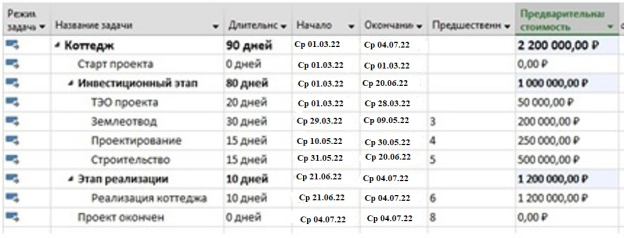 Режим задачи Название задачи Длительнс Начало Окончани Предшественн Предварительная стоимость
Коттедж 90 дней Ср 01.03.22 Ср 04.07.22 2 200 000,00 ₽
Старт проекта 0 дней Ср 01.03.22 Ср 01.03.22 0,00 ₽
Инвестиционный этап 80 дней Ср 01.03.22 Ср 20.06.22 1 000 000,00 ₽
ТЭО проекта 20 дней Ср 01.03.22 Ср 28.03.22 50 000,00 ₽
Землеотвод 30 дней Ср 29.03.22 Ср 09.05.22 3 200 000,00 ₽
Проектирование 15 дней Ср 10.05.22 Ср 30.05.22 4 250 000,00 ₽
Строительство 15 дней Ср 31.05.22 Ср 20.06.22 5 500 000,00 ₽
Этап реализации 10 дней Ср 21.06.22 Ср 04.07.22 1 200 000,00 ₽
Реализация коттеджа 10 дней Ср 21.06.22 Ср 04.07.22 6 1 200 000,00 ₽
Проект окончен 0 дней Ср 04.07.22 Ср 04.07.22 8 0,00 ₽